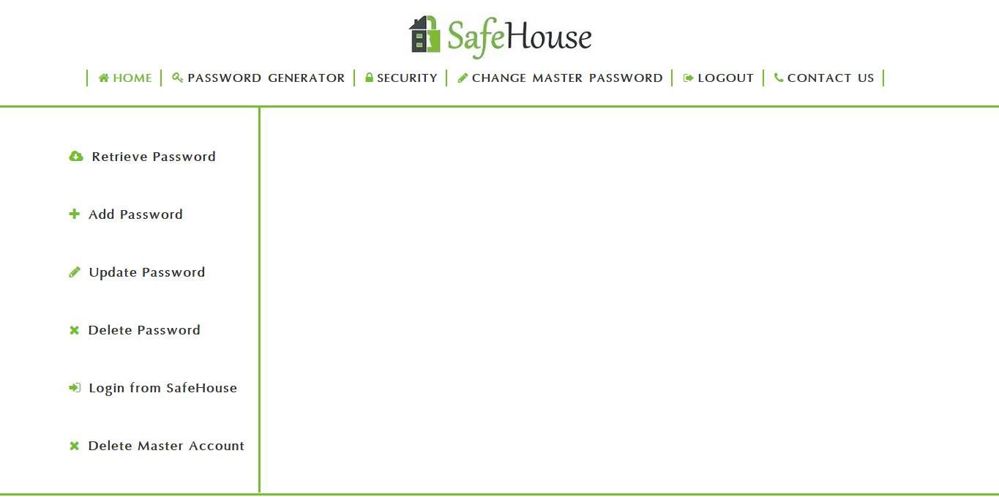 SafeHouse
HOME PASSWORD GENERATOR SECURITY CHANGE MASTER PASSWORD LOGOUT CONTACT US
Retrieve Password
Add Password
Update Password
Delete Password
Login from SafeHouse
Delete Master Account